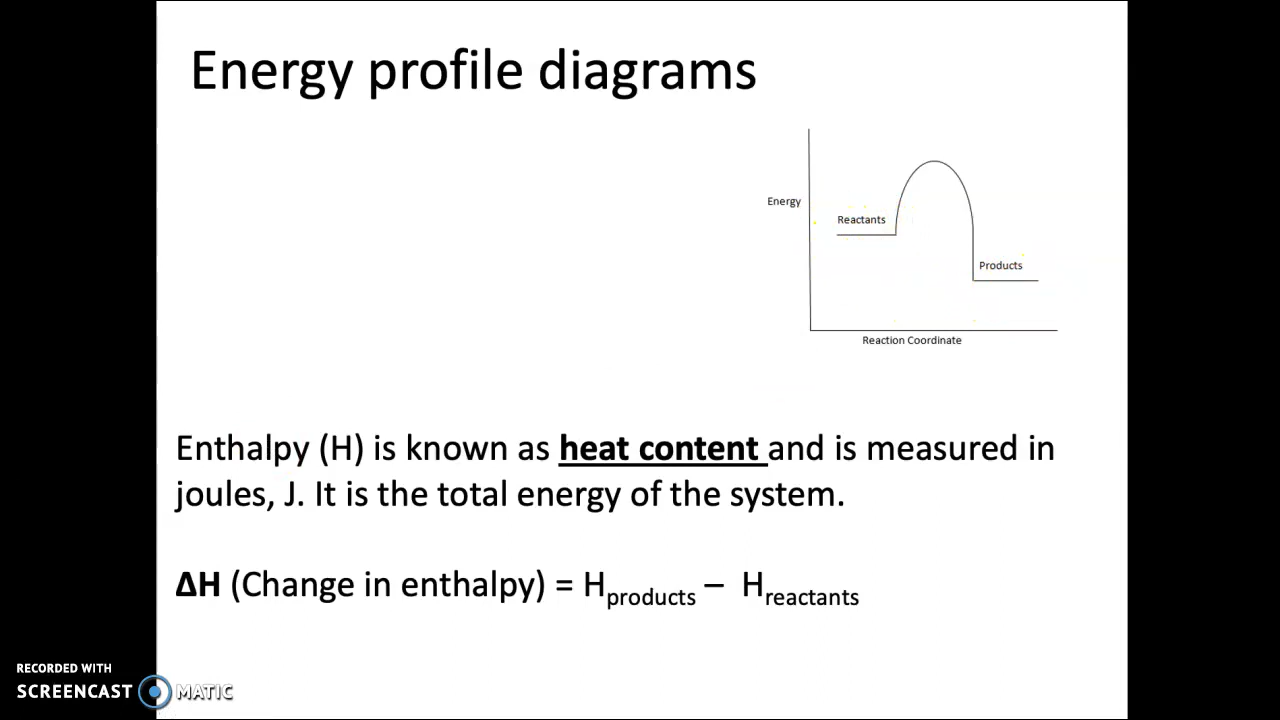 Energy profile diagrams
Energy
Reactants
Products
Reaction Coordinate
Enthalpy (H) is known as heat content and is measured in
joules, J. It is the total energy of the system.
ΔH (Change in enthalpy) = Hproducts – Hreactants
RECORDED WITH
SCREENCAST MATIC